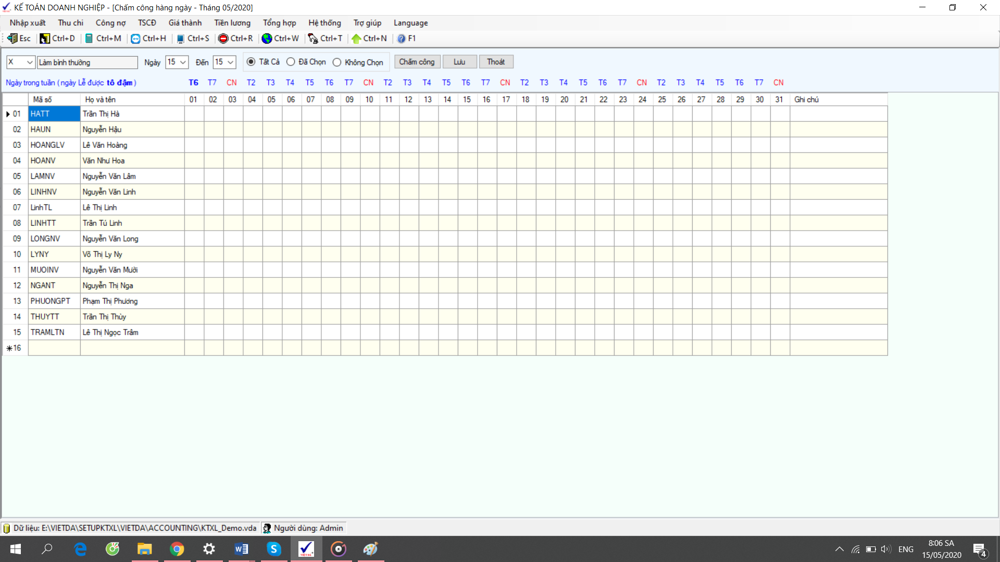 KẾ TOÁN DOANH NGHIỆP - [Chấm công hàng ngày - Tháng 05/2020]
Nhập xuất Thu chi Công nợ TSCĐ Giá thành Tiền lương Tổng hợp Hệ thống Trợ giúp Language
Esc Ctrl+D Ctrl+M Ctrl+H Ctrl+S Ctrl+R Ctrl+W Ctrl+T Ctrl+N F1
X Làm bình thường Ngày 15 Đến 15 Tất Cả Đã Chọn Không Chọn Chấm công Lưu Thoát
Ngày trong tuần ( ngày Lễ được tô đậm ) T6 T7 CN T2 T3 T4 T5 T6 T7 CN T2 T3 T4 T5 T6 T7 CN T2 T3 T4 T5 T6 T7 CN T2 T3 T4 T5 T6 T7 CN
Mã số Họ và tên 01 02 03 04 05 06 07 08 09 10 11 12 13 14 15 16 17 18 19 20 21 22 23 24 25 26 27 28 29 30 31 Ghi chú
01 HATT Trần Thị Hà
02 HAUN Nguyễn Hậu
03 HOANGLV Lê Văn Hoàng
04 HOANV Văn Như Hoa
05 LAMNV Nguyễn Văn Lâm
06 LINHNV Nguyễn Văn Linh
07 LinhTL Lê Thị Linh
08 LINHTT Trần Tú Linh
09 LONGNV Nguyễn Văn Long
10 LYNY Võ Thị Ly Ny
11 MUOINV Nguyễn Văn Mười
12 NGANT Nguyễn Thị Nga
13 PHUONGPT Phạm Thị Phương
14 THUYTT Trần Thị Thùy
15 TRAMLTN Lê Thị Ngọc Trâm
16
Dữ liệu: E:\VIETDA\SETUPKTXL\VIETDA\ACCOUNTING\KTXL_Demo.vda Người dùng: Admin
ENG 8:06 SA
15/05/2020
4